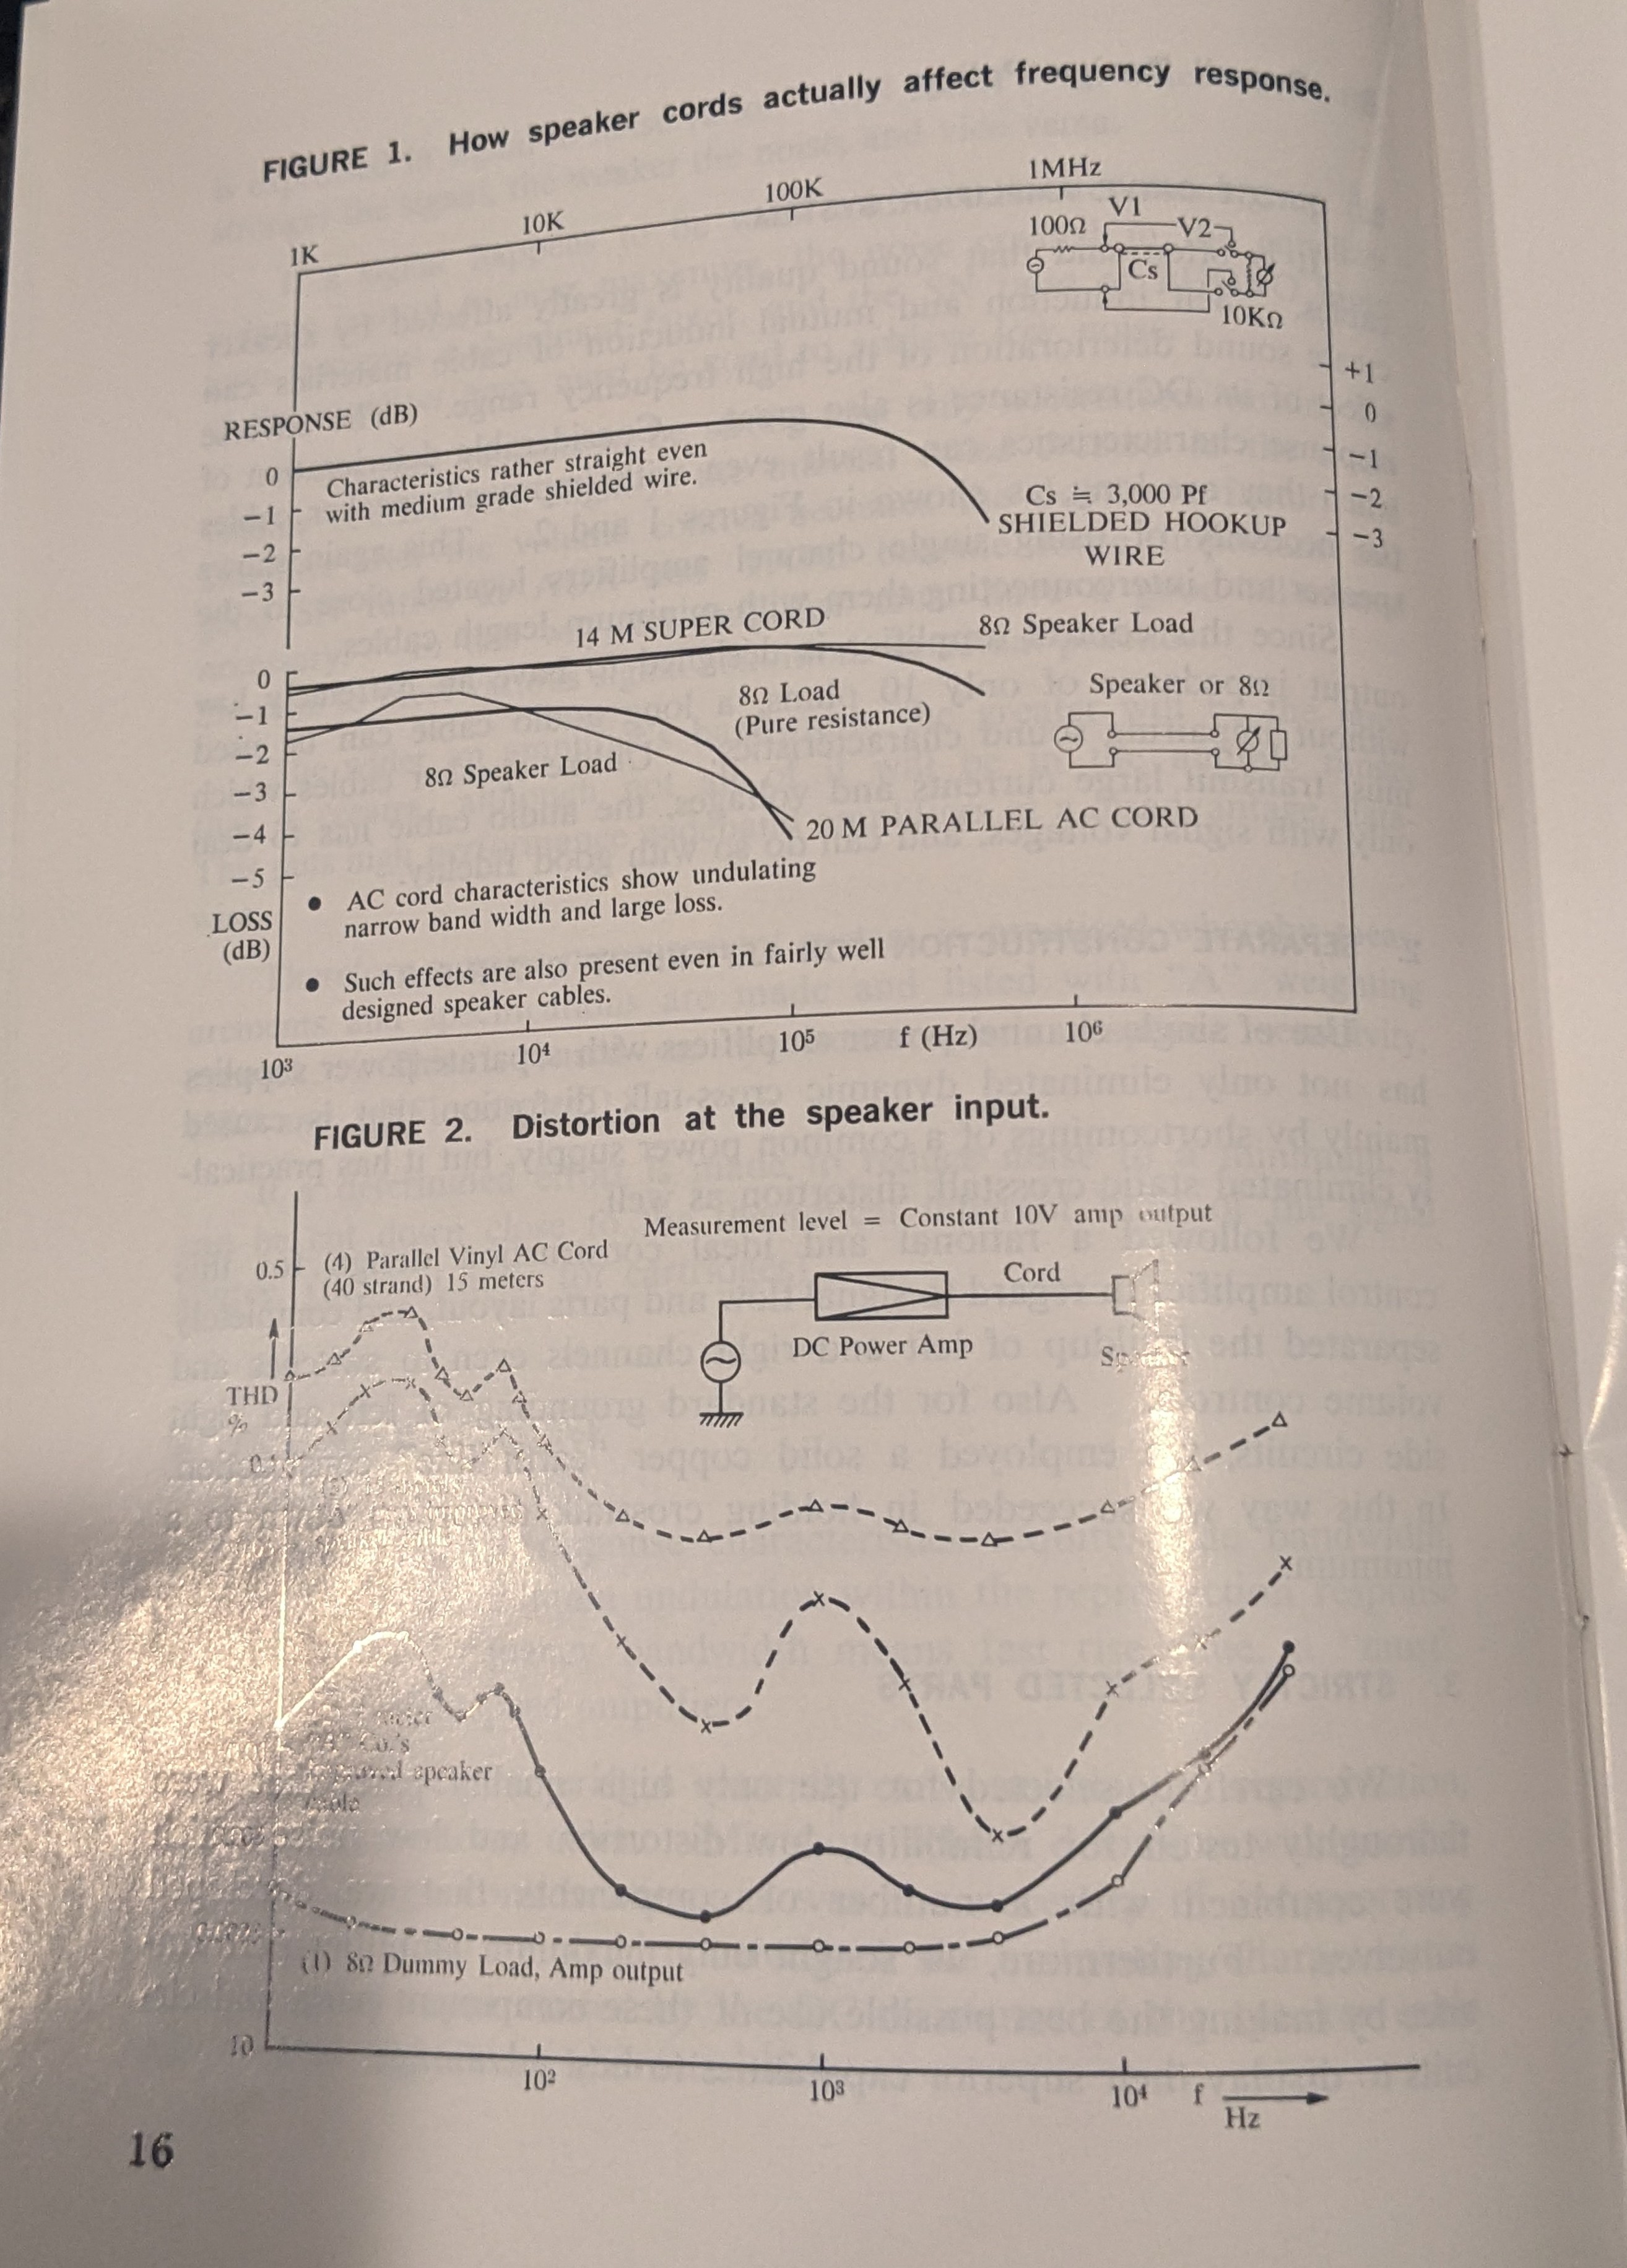 FIGURE 1. How speaker cords actually affect frequency response.
1K 10K 100K 1MHz
100Ω V1 V2
Cs
10KΩ
+1
0
−1
−2
−3
RESPONSE (dB)
0
−1
−2
−3
Characteristics rather straight even
with medium grade shielded wire.
Cs ≒ 3,000 Pf
SHIELDED HOOKUP
WIRE
14 M SUPER CORD
8Ω Speaker Load
0
−1
−2
−3
−4
−5
LOSS
(dB)
8Ω Load
(Pure resistance)
Speaker or 8Ω
8Ω Speaker Load
20 M PARALLEL AC CORD
● AC cord characteristics show undulating
narrow band width and large loss.
● Such effects are also present even in fairly well
designed speaker cables.
10³ 10⁴ 10⁵ f (Hz) 10⁶
FIGURE 2. Distortion at the speaker input.
Measurement level = Constant 10V amp output
0.5
(4) Parallel Vinyl AC Cord
(40 strand) 15 meters
Cord
DC Power Amp
THD
%
0.1
Co.'s
speaker
cable
(1) 8Ω Dummy Load, Amp output
10
10² 10³ 10⁴ f
Hz
16